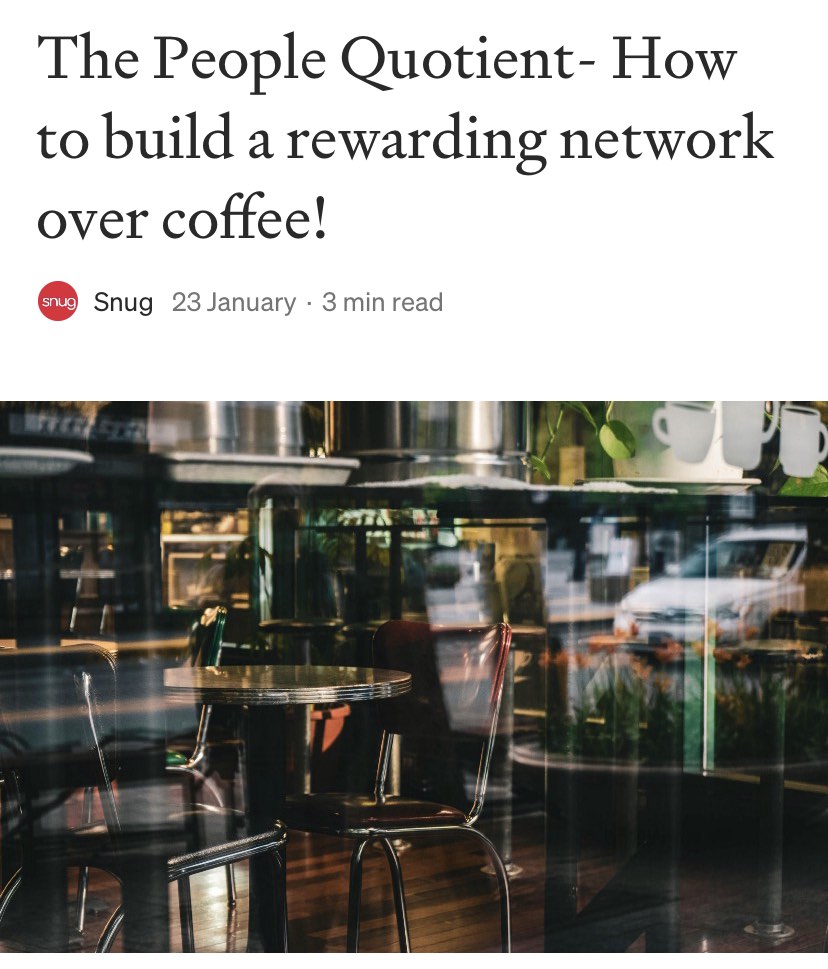 The People Quotient- How
to build a rewarding network
over coffee!
snug Snug 23 January · 3 min read